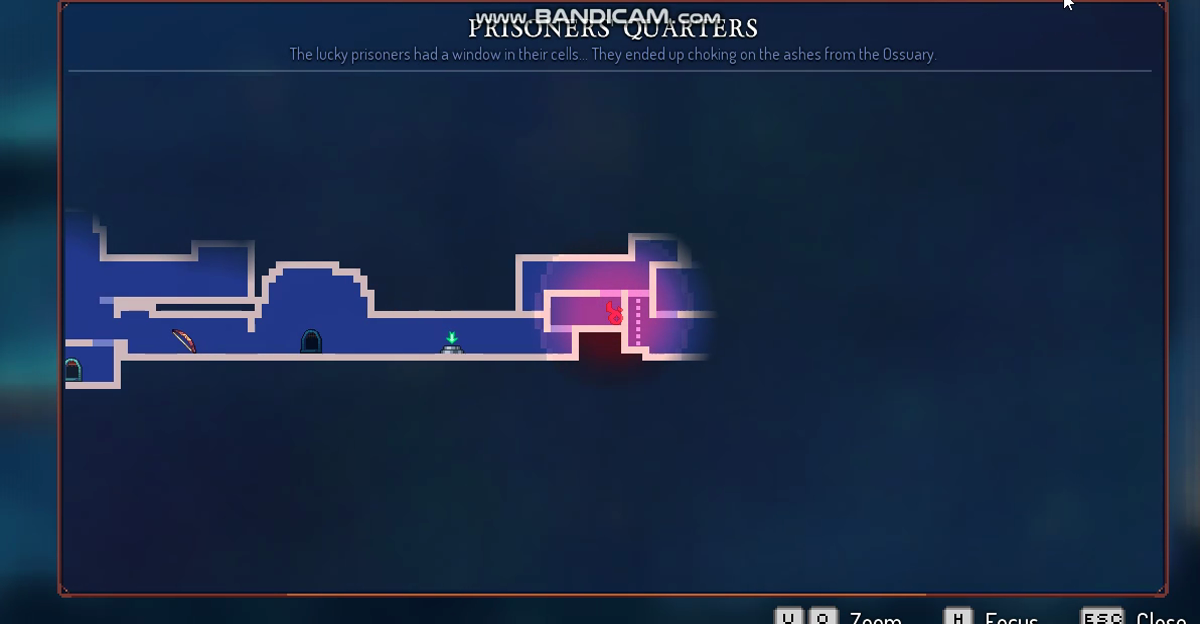 www.BANDICAM.com
PRISONERS' QUARTERS
The lucky prisoners had a window in their cells... They ended up choking on the ashes from the Ossuary.
Zoom H Focus ESC Close